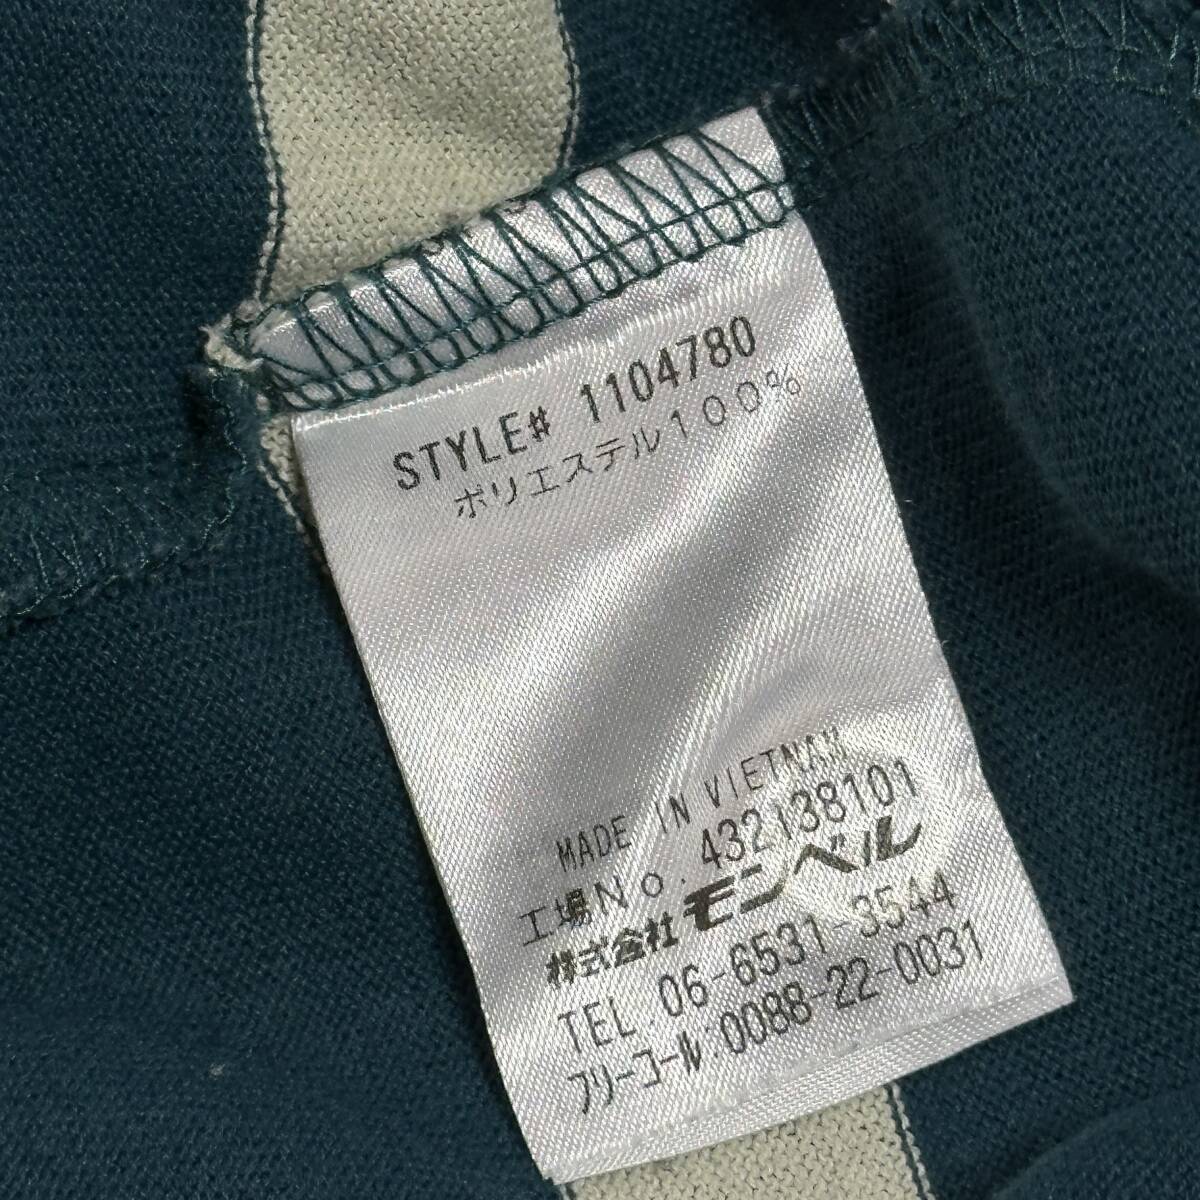 STYLE# 1104780
ポリエステル100%
MADE IN VIETNAM
工場No. 432138101
株式会社モンベル
TEL.06-6531-3544
フリーコール:0088-22-0031